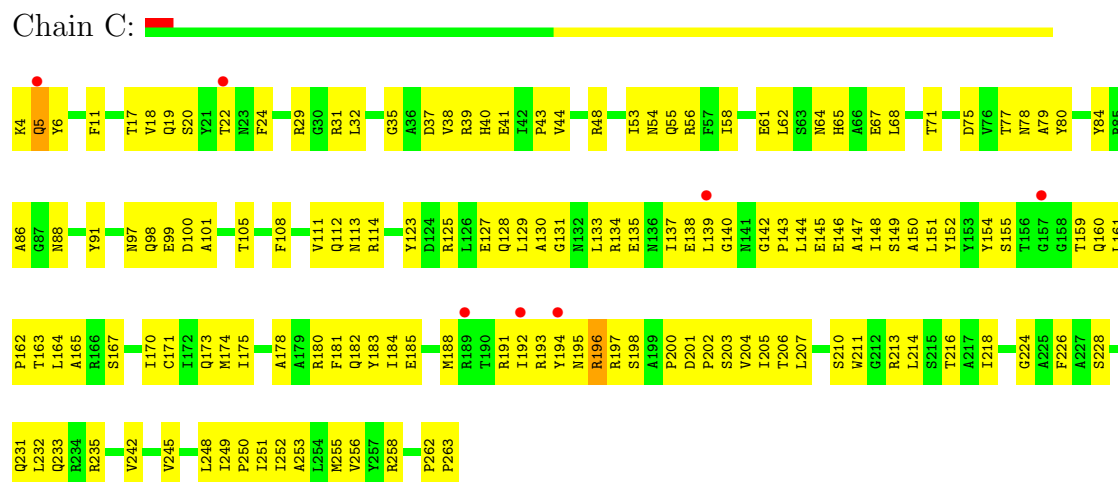 Chain C:
K4 Q5 Y6 F11 T17 V18 Q19 S20 Y21 T22 N23 F24 R29 G30 R31 L32 G35 A36 D37 V38 R39 H40 E41 I42 P43 V44 R48 I53 N54 Q55 R56 F57 I58 E61 L62 S63 N64 H65 A66 E67 L68 T71 D75 V76 T77 N78 A79 Y80 Y84 R85
A86 G87 N88 Y91 N97 Q98 E99 D100 A101 T105 F108 V111 Q112 N113 R114 Y123 D124 R125 L126 E127 Q128 L129 A130 G131 N132 L133 R134 E135 N136 I137 E138 L139 G140 N141 G142 P143 L144 E145 E146 A147 I148 S149 A150 L151 Y152 Y153 Y154 S155 T156 G157 G158 T159 Q160 L161
P162 T163 L164 A165 R166 S167 I170 C171 I172 Q173 M174 I175 A178 A179 R180 F181 Q182 Y183 I184 E185 M188 R189 T190 R191 I192 R193 Y194 N195 R196 R197 S198 A199 P200 D201 P202 S203 V204 I205 T206 L207 S210 W211 G212 R213 L214 S215 T216 A217 I218 G224 A225 F226 A227 S228
Q231 L232 Q233 R234 R235 V242 V245 L248 I249 P250 I251 I252 A253 L254 M255 V256 Y257 R258 P262 P263